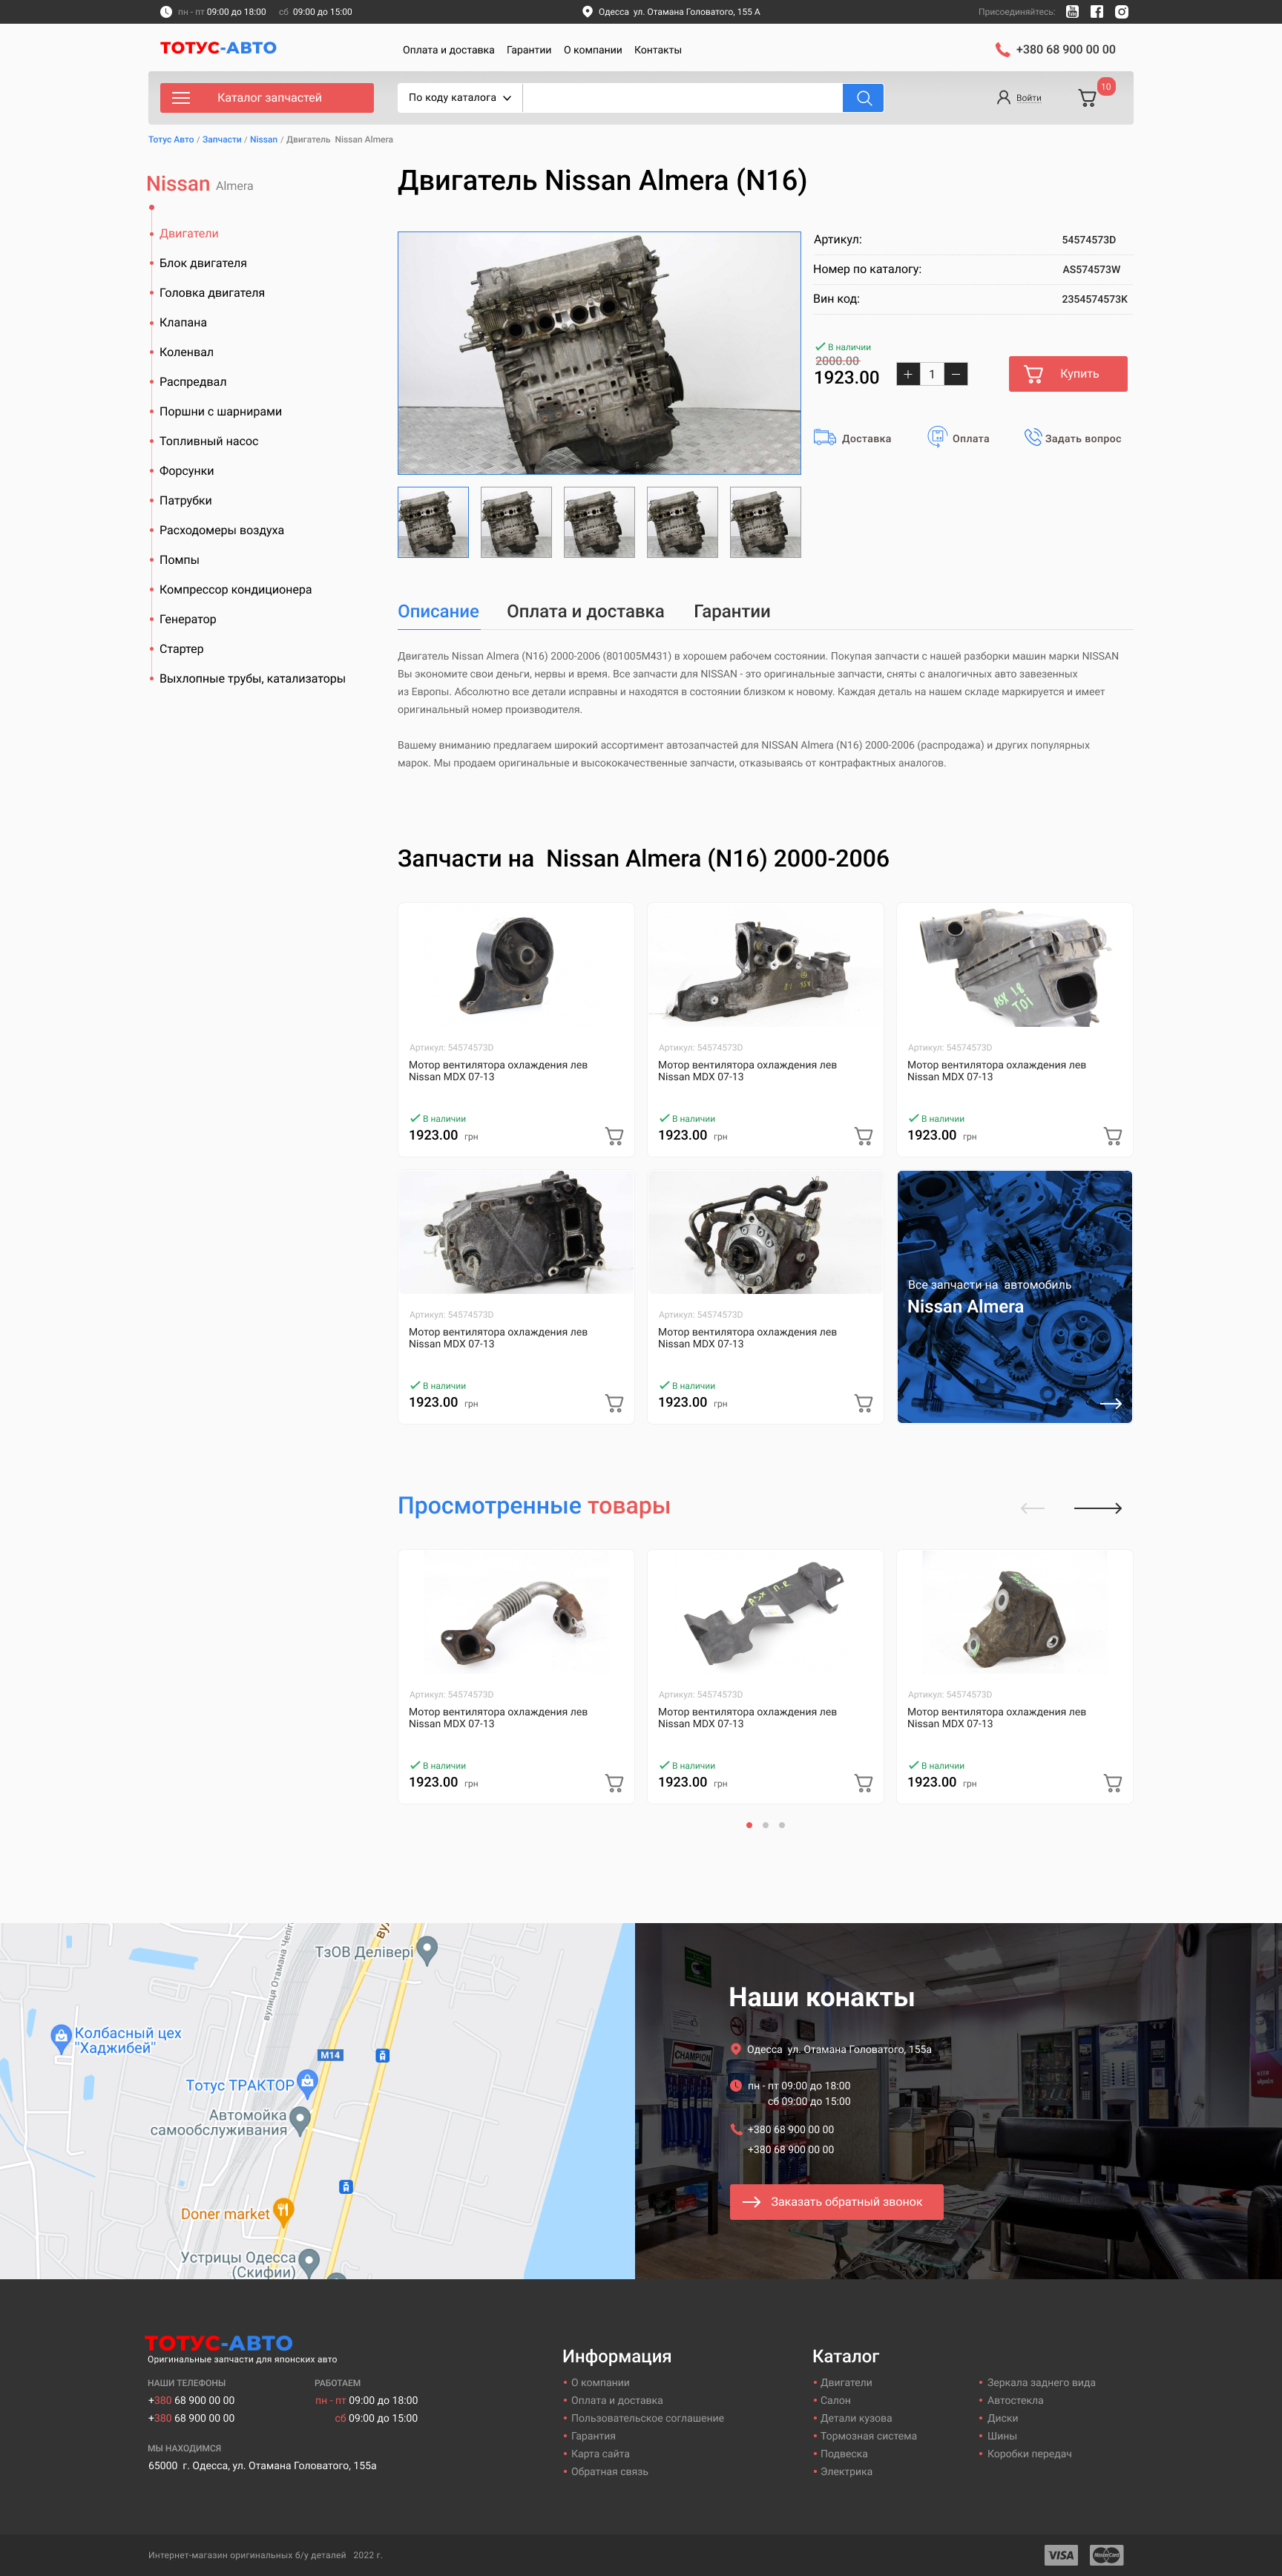 пн - пт 09:00 до 18:00 сб 09:00 до 15:00
Одесса ул. Отамана Головатого, 155 А
Присоединяйтесь:
ТОТУС-АВТО
Оплата и доставка Гарантии О компании Контакты
+380 68 900 00 00
Каталог запчастей
По коду каталога
Войти
10
Тотус Авто / Запчасти / Nissan / Двигатель Nissan Almera
Nissan Almera
Двигатели
Блок двигателя
Головка двигателя
Клапана
Коленвал
Распредвал
Поршни с шарнирами
Топливный насос
Форсунки
Патрубки
Расходомеры воздуха
Помпы
Компрессор кондиционера
Генератор
Стартер
Выхлопные трубы, катализаторы
Двигатель Nissan Almera (N16)
Артикул: 54574573D
Номер по каталогу: AS574573W
Вин код: 2354574573K
В наличии
2000.00
1923.00
+ 1 −
Купить
Доставка
Оплата
Задать вопрос
Описание Оплата и доставка Гарантии
Двигатель Nissan Almera (N16) 2000-2006 (801005M431) в хорошем рабочем состоянии. Покупая запчасти с нашей разборки машин марки NISSAN
Вы экономите свои деньги, нервы и время. Все запчасти для NISSAN - это оригинальные запчасти, сняты с аналогичных авто завезенных
из Европы. Абсолютно все детали исправны и находятся в состоянии близком к новому. Каждая деталь на нашем складе маркируется и имеет
оригинальный номер производителя.
Вашему вниманию предлагаем широкий ассортимент автозапчастей для NISSAN Almera (N16) 2000-2006 (распродажа) и других популярных
марок. Мы продаем оригинальные и высококачественные запчасти, отказываясь от контрафактных аналогов.
Запчасти на Nissan Almera (N16) 2000-2006
ASX 1.8
TDI
Артикул: 54574573D
Мотор вентилятора охлаждения лев
Nissan MDX 07-13
В наличии
1923.00 грн
Артикул: 54574573D
Мотор вентилятора охлаждения лев
Nissan MDX 07-13
В наличии
1923.00 грн
Артикул: 54574573D
Мотор вентилятора охлаждения лев
Nissan MDX 07-13
В наличии
1923.00 грн
Артикул: 54574573D
Мотор вентилятора охлаждения лев
Nissan MDX 07-13
В наличии
1923.00 грн
Артикул: 54574573D
Мотор вентилятора охлаждения лев
Nissan MDX 07-13
В наличии
1923.00 грн
Все запчасти на автомобиль
Nissan Almera
Просмотренные товары
Артикул: 54574573D
Мотор вентилятора охлаждения лев
Nissan MDX 07-13
В наличии
1923.00 грн
Артикул: 54574573D
Мотор вентилятора охлаждения лев
Nissan MDX 07-13
В наличии
1923.00 грн
Артикул: 54574573D
Мотор вентилятора охлаждения лев
Nissan MDX 07-13
В наличии
1923.00 грн
ТзОВ Делівері
Колбасный цех
"Хаджибей"
M14
Тотус ТРАКТОР
Автомойка
самообслуживания
Doner market
Устрицы Одесса
(Скифии)
CHAMPION
Наши конакты
Одесса ул. Отамана Головатого, 155а
пн - пт 09:00 до 18:00
сб 09:00 до 15:00
+380 68 900 00 00
+380 68 900 00 00
Заказать обратный звонок
ТОТУС-АВТО
Оригинальные запчасти для японских авто
НАШИ ТЕЛЕФОНЫ
+380 68 900 00 00
+380 68 900 00 00
РАБОТАЕМ
пн - пт 09:00 до 18:00
сб 09:00 до 15:00
МЫ НАХОДИМСЯ
65000 г. Одесса, ул. Отамана Головатого, 155а
Информация
О компании
Оплата и доставка
Пользовательское соглашение
Гарантия
Карта сайта
Обратная связь
Каталог
Двигатели
Салон
Детали кузова
Тормозная система
Подвеска
Электрика
Зеркала заднего вида
Автостекла
Диски
Шины
Коробки передач
Интернет-магазин оригинальных б/у деталей 2022 г.
VISA
MasterCard